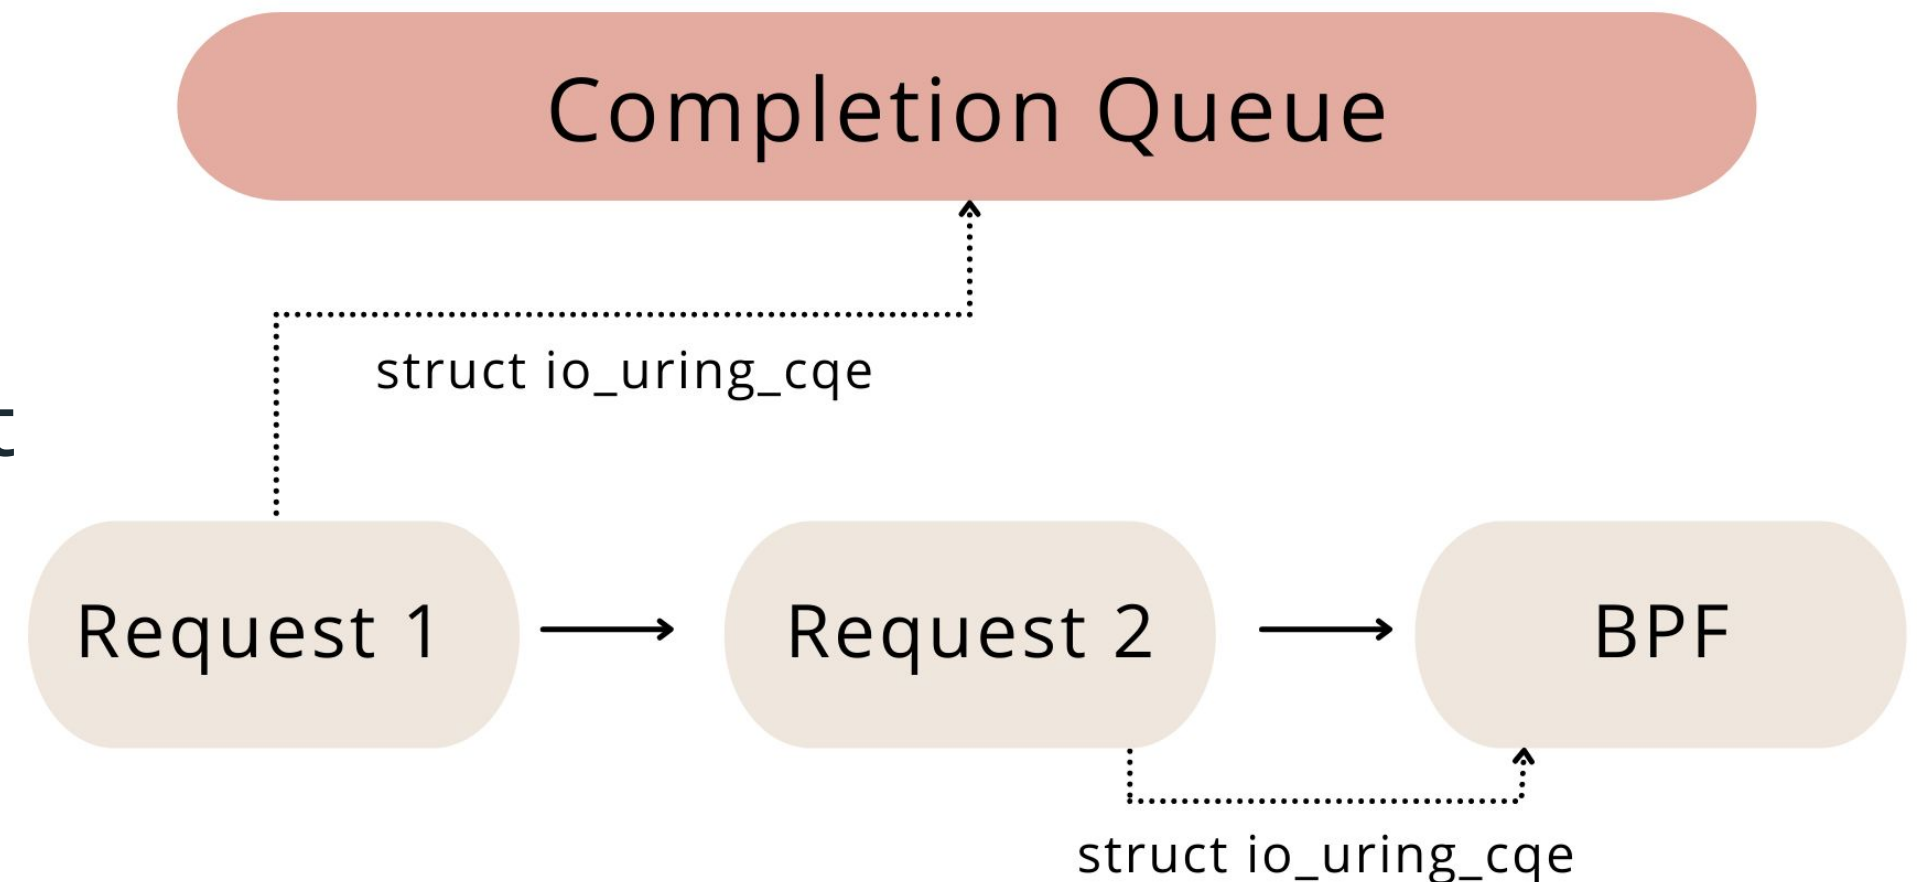 Completion Queue
struct io_uring_cqe
t
Request 1
Request 2
BPF
struct io_uring_cqe